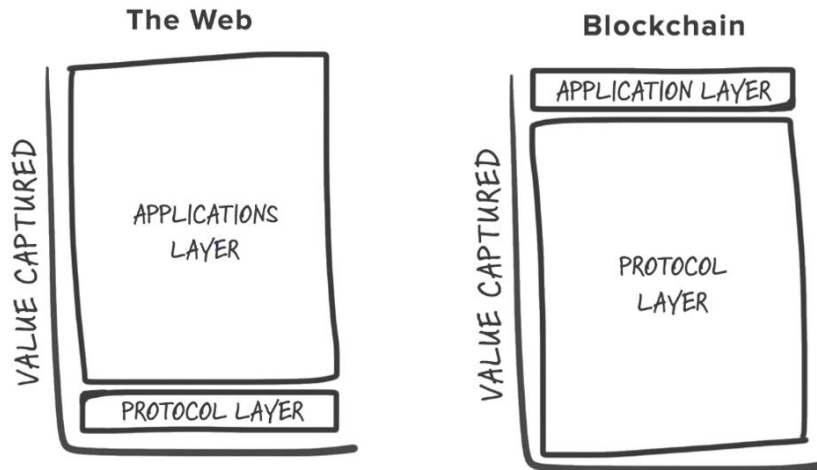 The Web
VALUE CAPTURED
APPLICATIONS
LAYER
PROTOCOL LAYER
Blockchain
VALUE CAPTURED
APPLICATION LAYER
PROTOCOL
LAYER